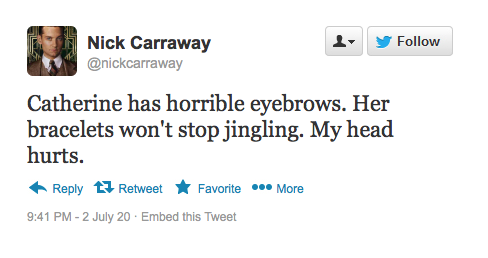 Nick Carraway
@nickcarraway
Follow
Catherine has horrible eyebrows. Her
bracelets won't stop jingling. My head
hurts.
Reply Retweet Favorite More
9:41 PM - 2 July 20 · Embed this Tweet